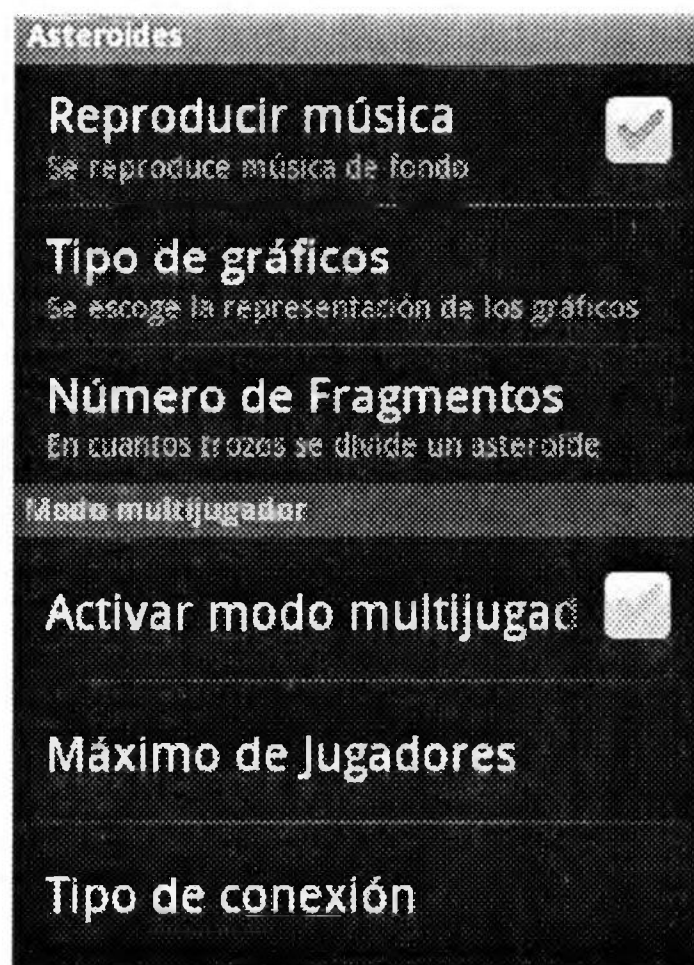 Asteroides
Reproducir música
Se reproduce música de fondo
Tipo de gráficos
Se escoge la representación de los gráficos
Número de Fragmentos
En cuantos trozos se divide un asteroide
Modo multijugador
Activar modo multijugad
Máximo de Jugadores
Tipo de conexión